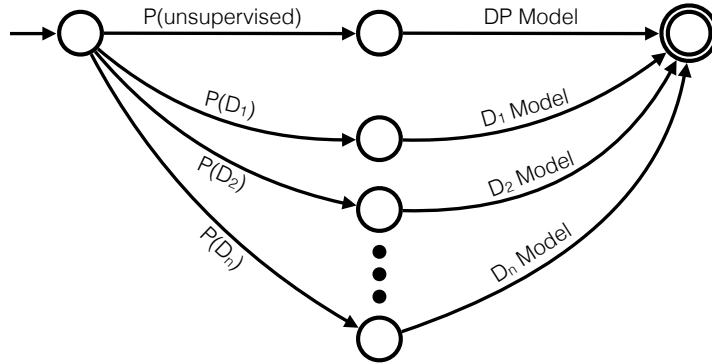 P(unsupervised)
DP Model
P(D₁)
D₁ Model
P(D₂)
D₂ Model
P(Dₙ)
Dₙ Model